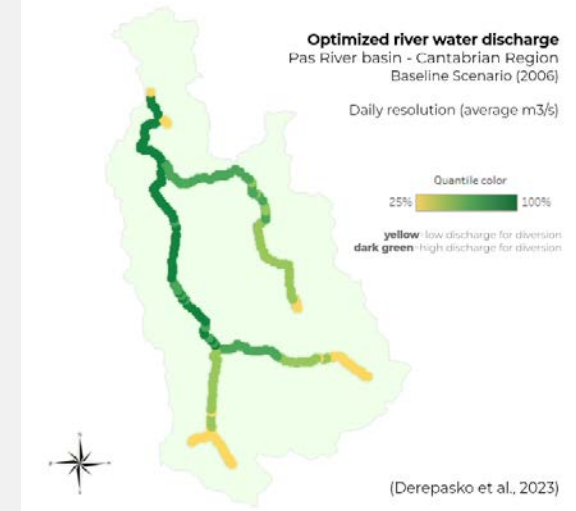 Optimized river water discharge
Pas River basin - Cantabrian Region
Baseline Scenario (2006)
Daily resolution (average m3/s)
Quantile color
25% 100%
yellow=low discharge for diversion
dark green=high discharge for diversion
(Derepasko et al., 2023)